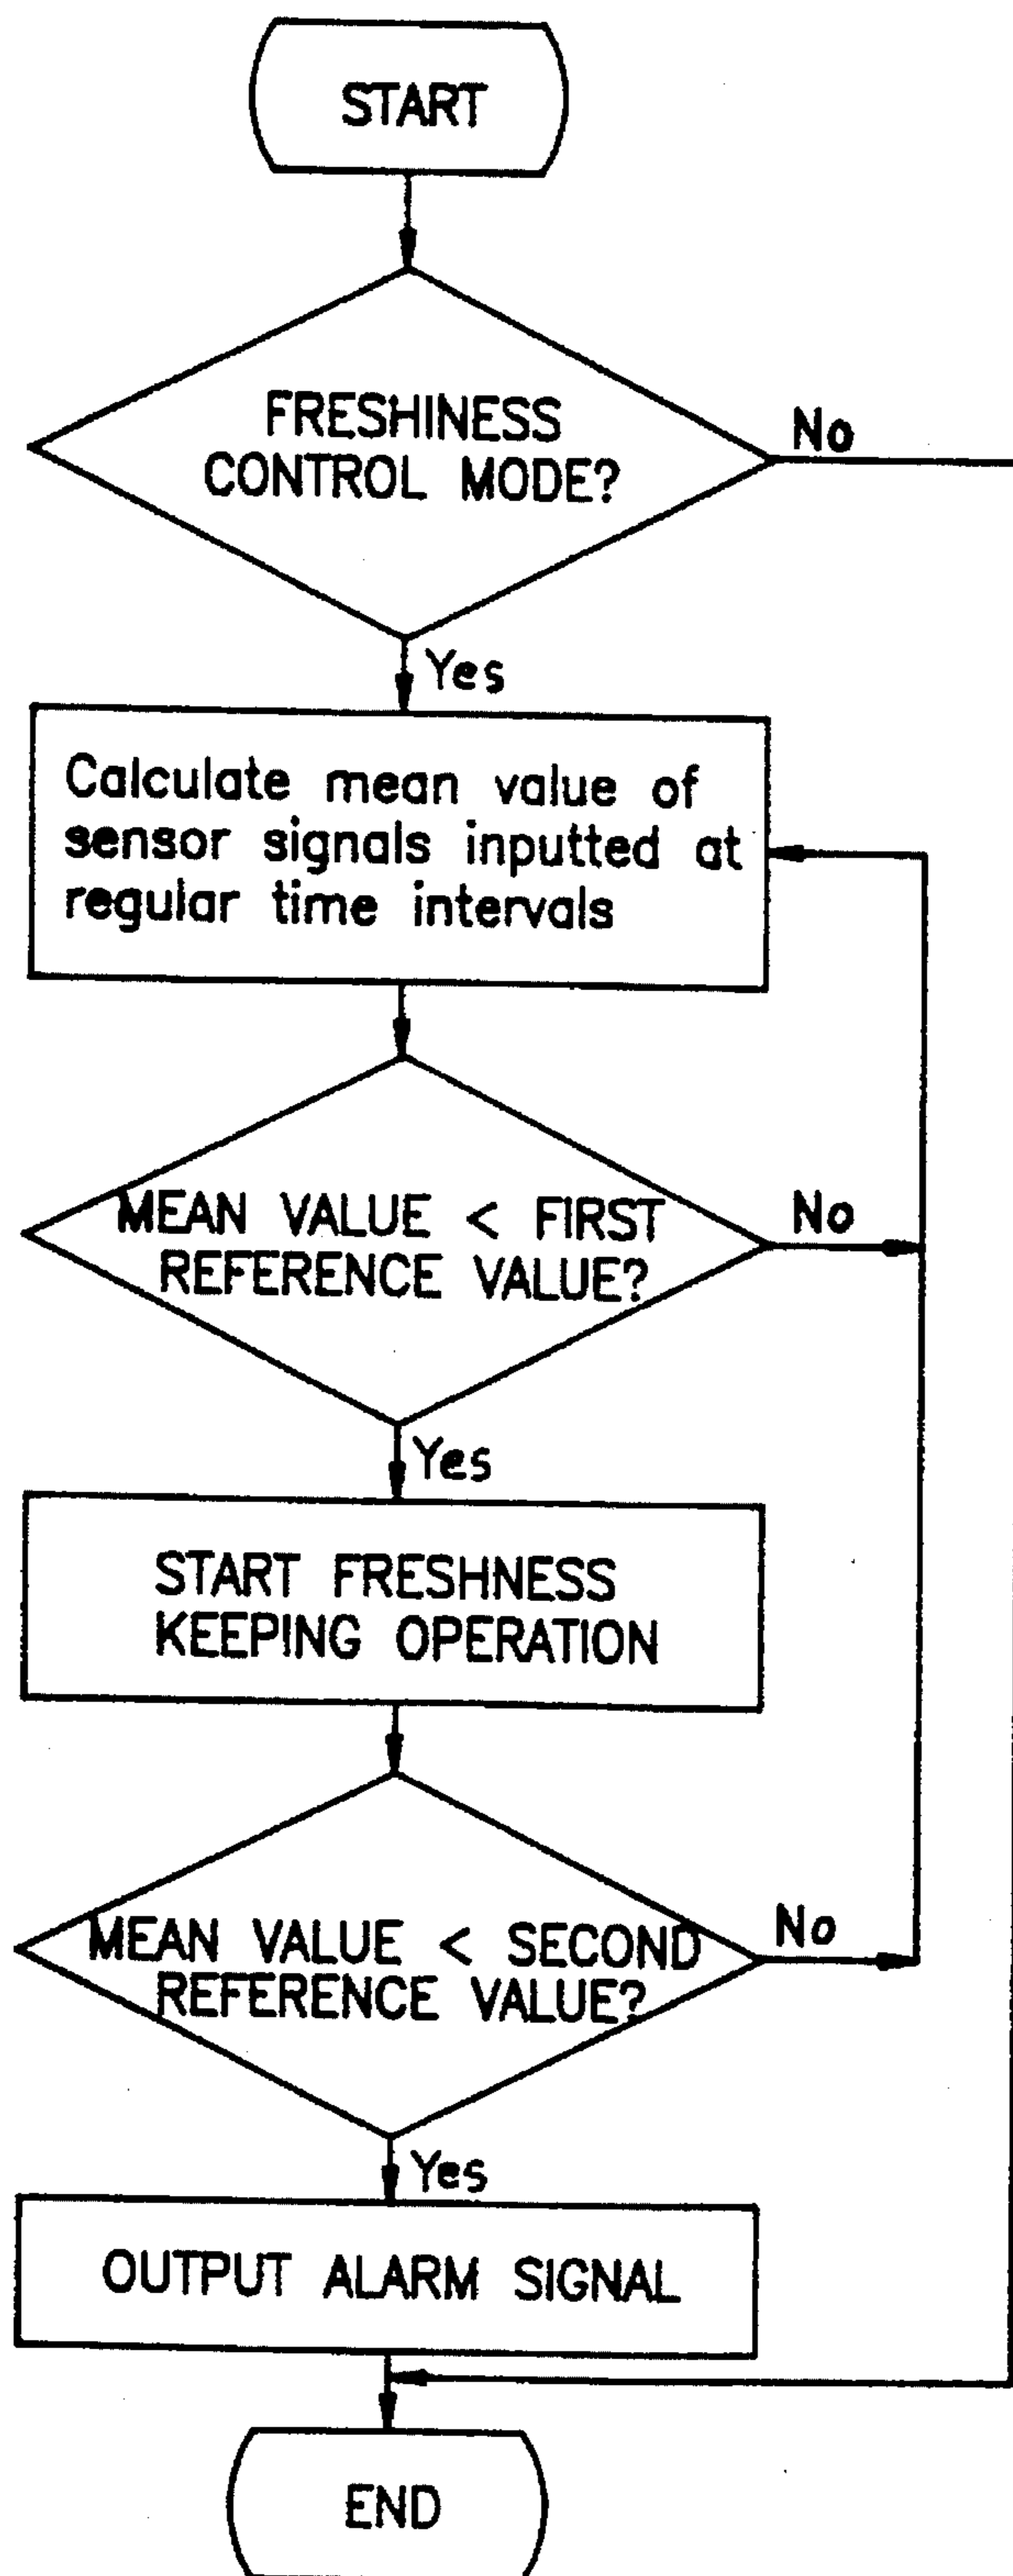 START
FRESHINESS
CONTROL MODE?
No
Yes
Calculate mean value of
sensor signals inputted at
regular time intervals
MEAN VALUE < FIRST
REFERENCE VALUE?
No
Yes
START FRESHNESS
KEEPING OPERATION
MEAN VALUE < SECOND
REFERENCE VALUE?
No
Yes
OUTPUT ALARM SIGNAL
END